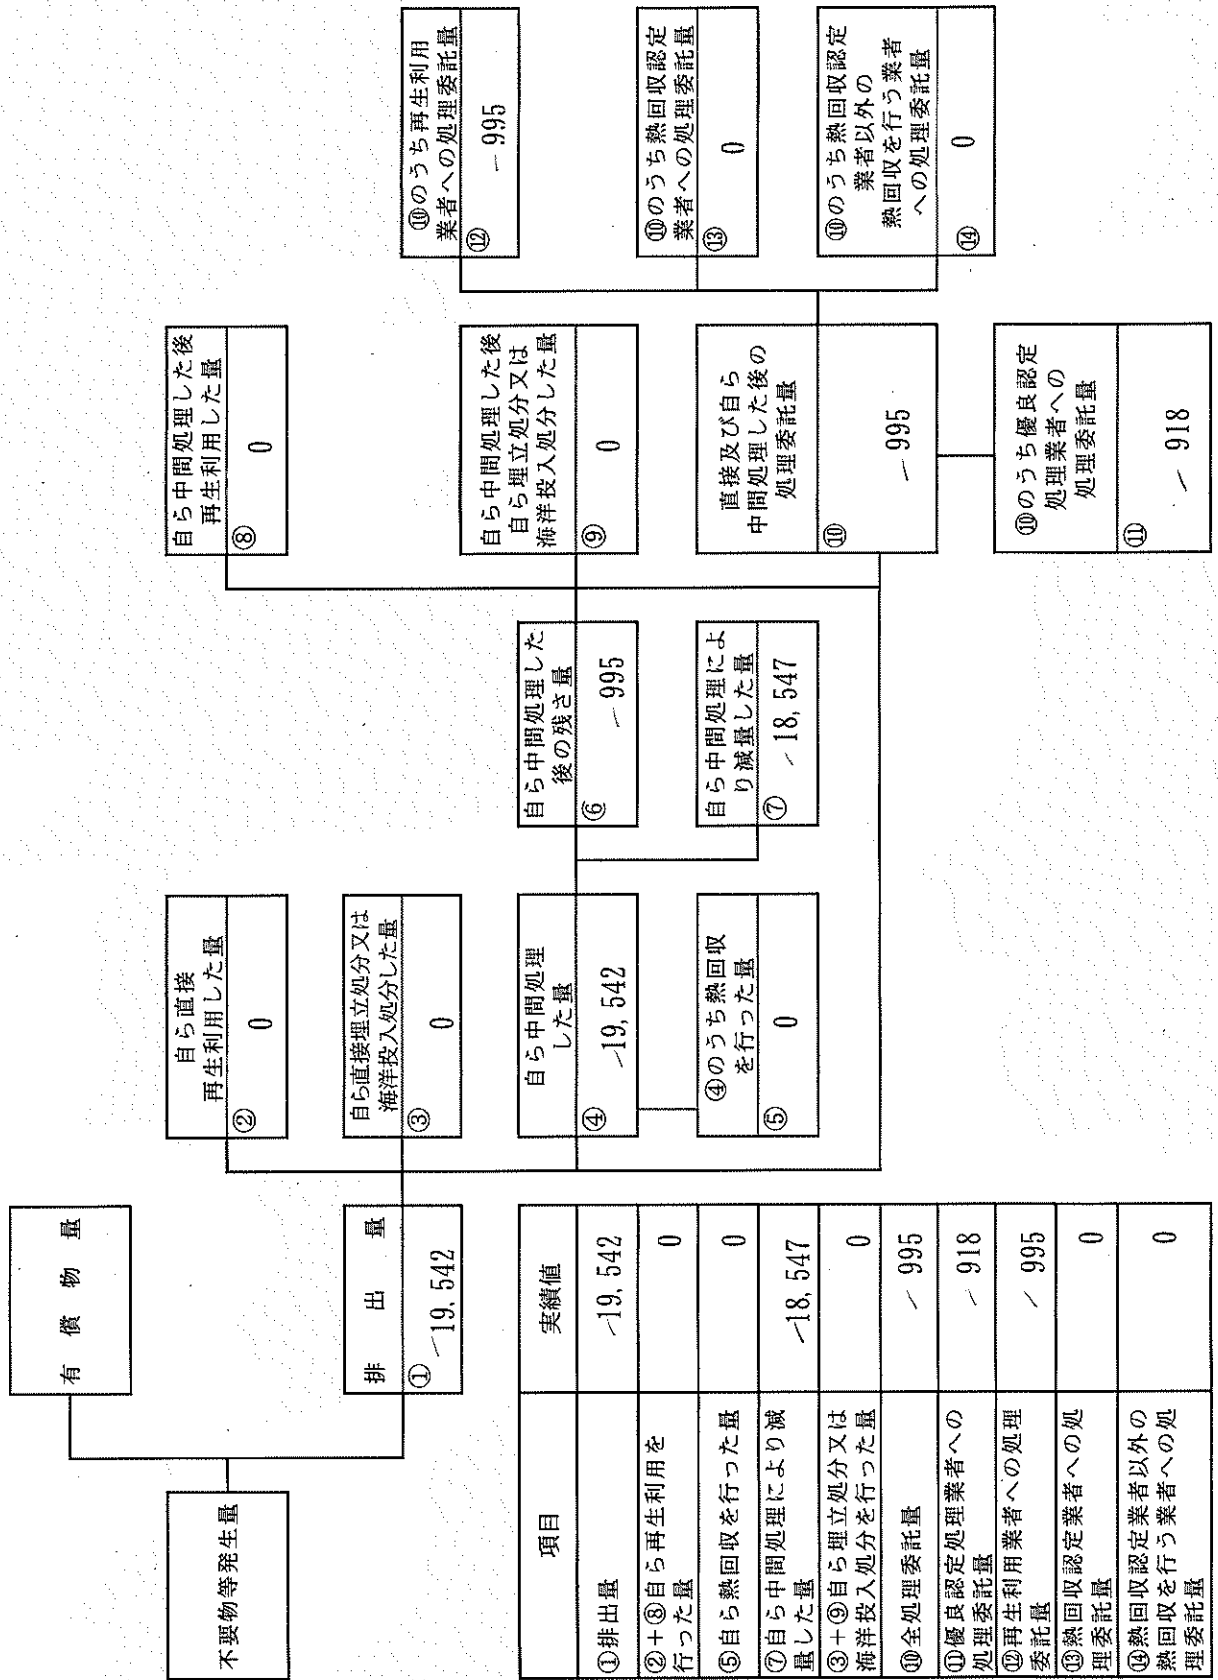 不要物等発生量
有償物量
排出量
①
19,542
自ら直接
再生利用した量
②
0
自ら直接埋立処分又は
海洋投入処分した量
③
0
自ら中間処理
した量
④
19,542
④のうち熱回収
を行った量
⑤
0
自ら中間処理した
後の残さ量
⑥
995
自ら中間処理によ
り減量した量
⑦
18,547
自ら中間処理した後
再生利用した量
⑧
0
自ら中間処理した後
自ら埋立処分又は
海洋投入処分した量
⑨
0
直接及び自ら
中間処理した後の
処理委託量
⑩
995
⑩のうち優良認定
処理業者への
処理委託量
⑪
918
⑩のうち再生利用
業者への処理委託量
⑫
995
⑩のうち熱回収認定
業者への処理委託量
⑬
0
⑩のうち熱回収認定
業者以外の
熱回収を行う業者
への処理委託量
⑭
0
項目 実績値
①排出量 19,542
②+⑧自ら再生利用を
行った量 0
⑤自ら熱回収を行った量 0
⑦自ら中間処理により減
量した量 18,547
③+⑨自ら埋立処分又は
海洋投入処分を行った量 0
⑩全処理委託量 995
⑪優良認定処理業者への
処理委託量 918
⑫再生利用業者への処理
委託量 995
⑬熱回収認定業者への処
理委託量 0
⑭熱回収認定業者以外の
熱回収を行う業者への処
理委託量 0